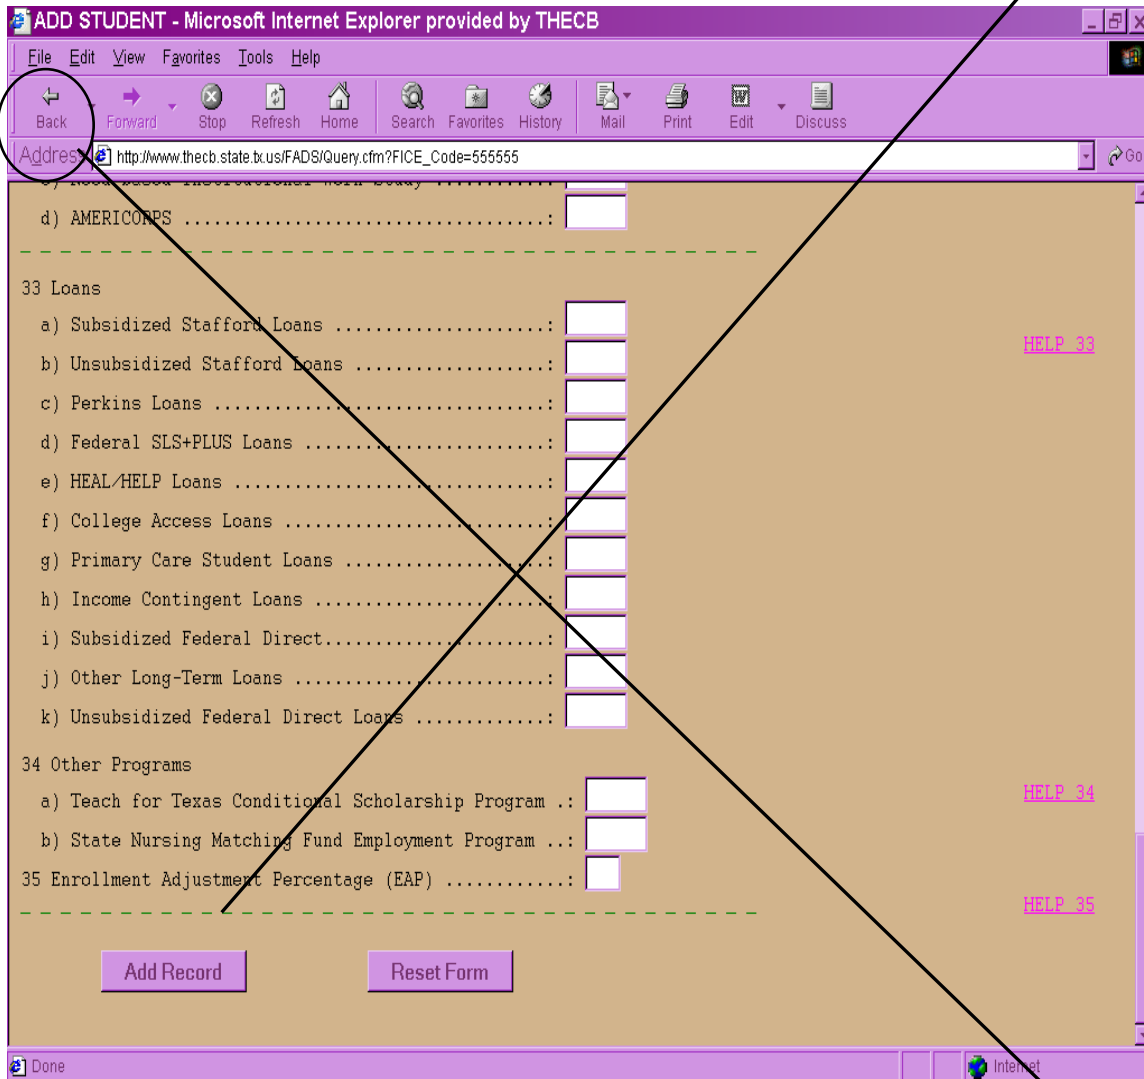 ADD STUDENT - Microsoft Internet Explorer provided by THECB
File Edit View Favorites Tools Help
Back Forward Stop Refresh Home Search Favorites History Mail Print Edit Discuss
Address http://www.thecb.state.tx.us/FADS/Query.cfm?FICE_Code=555555 Go
d) AMERICORPS ....................................:
33 Loans
a) Subsidized Stafford Loans .....................:
HELP 33
b) Unsubsidized Stafford Loans ...................:
c) Perkins Loans .................................:
d) Federal SLS+PLUS Loans ........................:
e) HEAL/HELP Loans ...............................:
f) College Access Loans ..........................:
g) Primary Care Student Loans ....................:
h) Income Contingent Loans .......................:
i) Subsidized Federal Direct......................:
j) Other Long-Term Loans .........................:
k) Unsubsidized Federal Direct Loans .............:
34 Other Programs
a) Teach for Texas Conditional Scholarship Program .:
HELP 34
b) State Nursing Matching Fund Employment Program ..:
35 Enrollment Adjustment Percentage (EAP) ............:
HELP 35
Add Record Reset Form
Done Internet